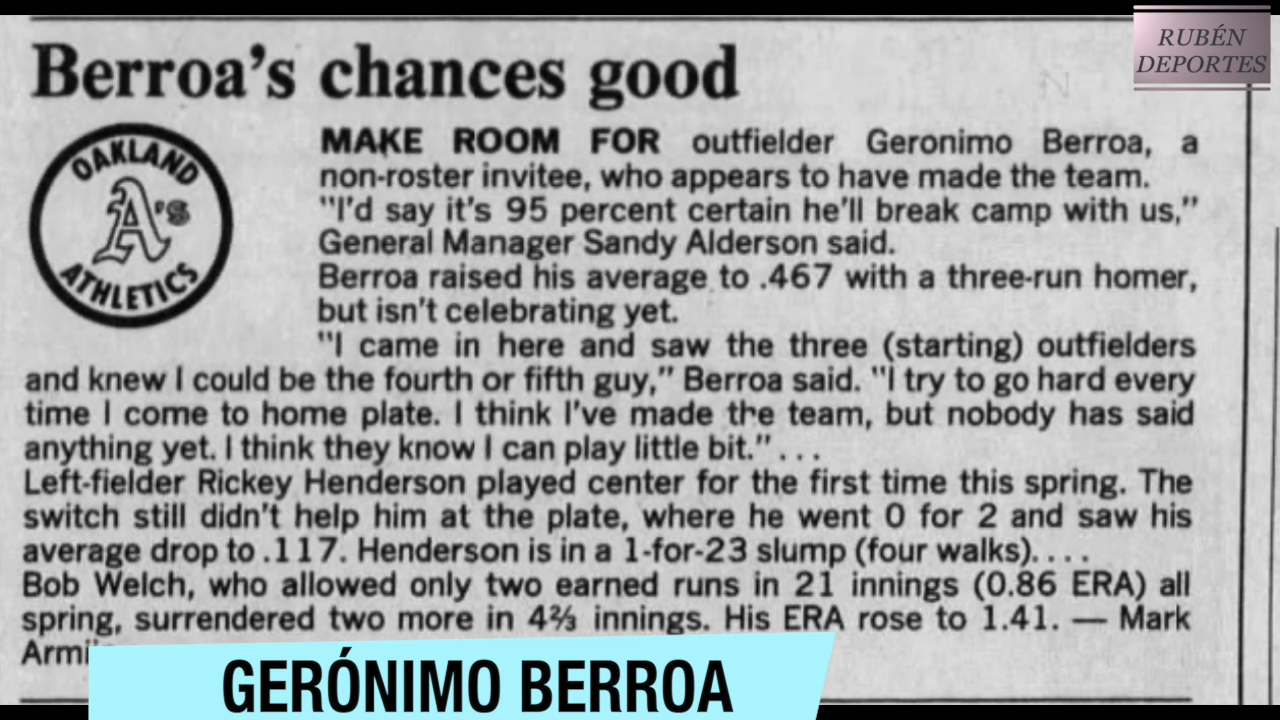 RUBÉN
DEPORTES
Berroa's chances good
OAKLAND
A's
ATHLETICS
MAKE ROOM FOR outfielder Geronimo Berroa, a
non-roster invitee, who appears to have made the team.
"I'd say it's 95 percent certain he'll break camp with us,"
General Manager Sandy Alderson said.
Berroa raised his average to .467 with a three-run homer,
but isn't celebrating yet.
"I came in here and saw the three (starting) outfielders
and knew I could be the fourth or fifth guy," Berroa said. "I try to go hard every
time I come to home plate. I think I've made the team, but nobody has said
anything yet. I think they know I can play little bit." . . .
Left-fielder Rickey Henderson played center for the first time this spring. The
switch still didn't help him at the plate, where he went 0 for 2 and saw his
average drop to .117. Henderson is in a 1-for-23 slump (four walks). . . .
Bob Welch, who allowed only two earned runs in 21 innings (0.86 ERA) all
spring, surrendered two more in 4⅔ innings. His ERA rose to 1.41. — Mark
GERÓNIMO BERROA